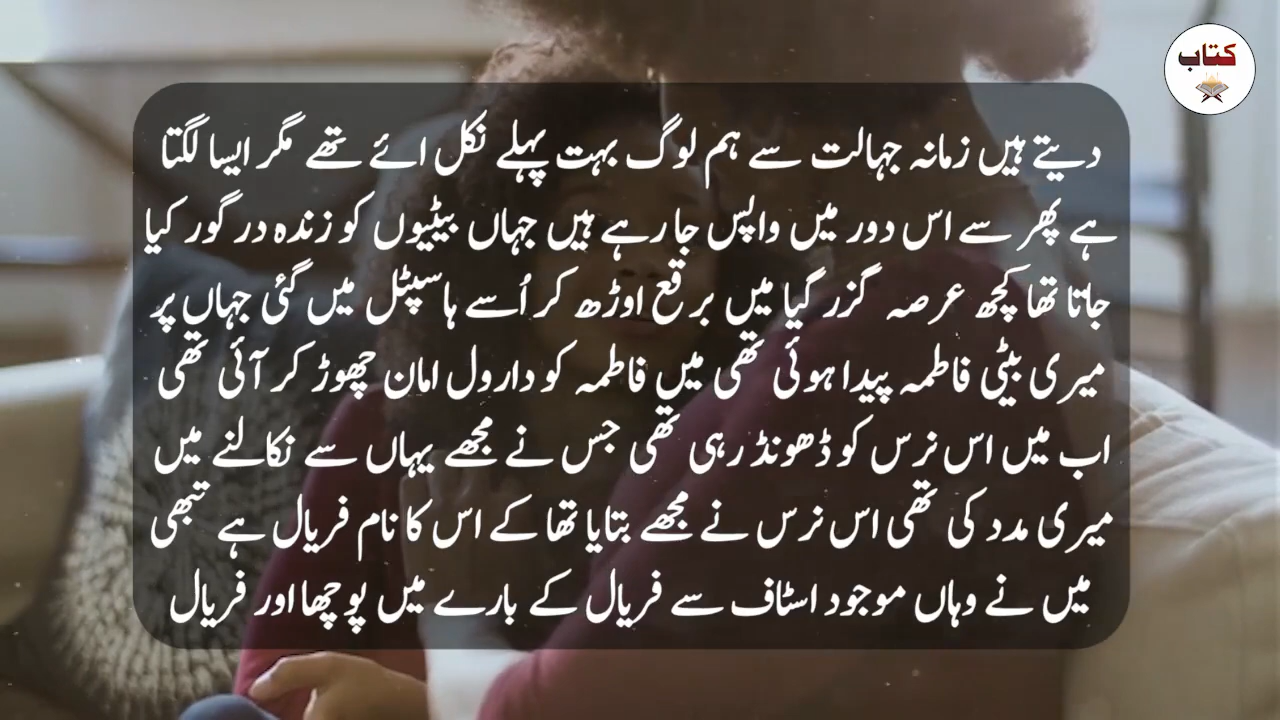 کتاب
دیتے ہیں زمانہ جہالت سے ہم لوگ بہت پہلے نکل ائے تھے مگر ایسا لگتا
ہے پھر سے اس دور میں واپس جا رہے ہیں جہاں بیٹیوں کو زندہ در گور کیا
جاتا تھا کچھ عرصہ گزر گیا میں برقع اوڑھ کر اُسے ہاسپٹل میں گئی جہاں پر
میری بیٹی فاطمہ پیدا ہوئی تھی میں فاطمہ کو دارول امان چھوڑ کر آئی تھی
اب میں اس نرس کو ڈھونڈ رہی تھی جس نے مجھے یہاں سے نکالنے میں
میری مدد کی تھی اس نرس نے مجھے بتایا تھا کے اس کا نام فریال ہے تبھی
میں نے وہاں موجود اسٹاف سے فریال کے بارے میں پوچھا اور فریال